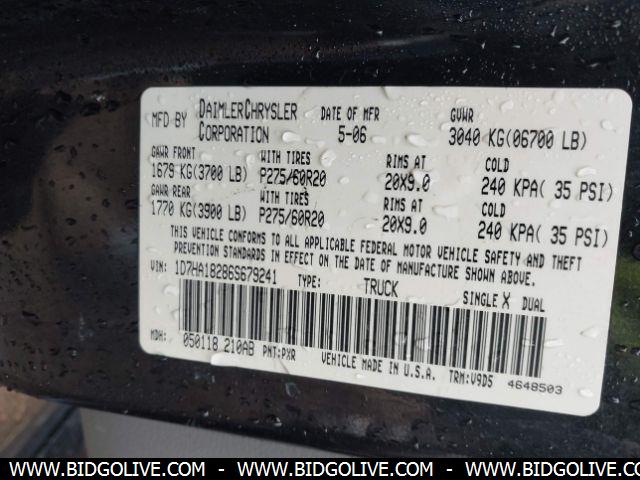 MFD BY DAIMLERCHRYSLER CORPORATION DATE OF MFR 5-06 GVWR 3040 KG(06700 LB)
GAWR FRONT WITH TIRES RIMS AT COLD
1679 KG(3700 LB) P275/60R20 20X9.0 240 KPA( 35 PSI)
GAWR REAR WITH TIRES RIMS AT COLD
1770 KG(3900 LB) P275/60R20 20X9.0 240 KPA( 35 PSI)
THIS VEHICLE CONFORMS TO ALL APPLICABLE FEDERAL MOTOR VEHICLE SAFETY AND THEFT
PREVENTION STANDARDS IN EFFECT ON THE DATE OF MANUFACTURE SHOWN ABOVE.
VIN: 1D7HA18286S679241 TYPE: TRUCK SINGLE X DUAL
MDH: 050118 210AB PNT:PXR VEHICLE MADE IN U.S.A. TRM:V9D5 4648503
WWW.BIDGOLIVE.COM - WWW.BIDGOLIVE.COM - WWW.BIDGOLIVE.COM - WWW.BIDGOLIVE.COM